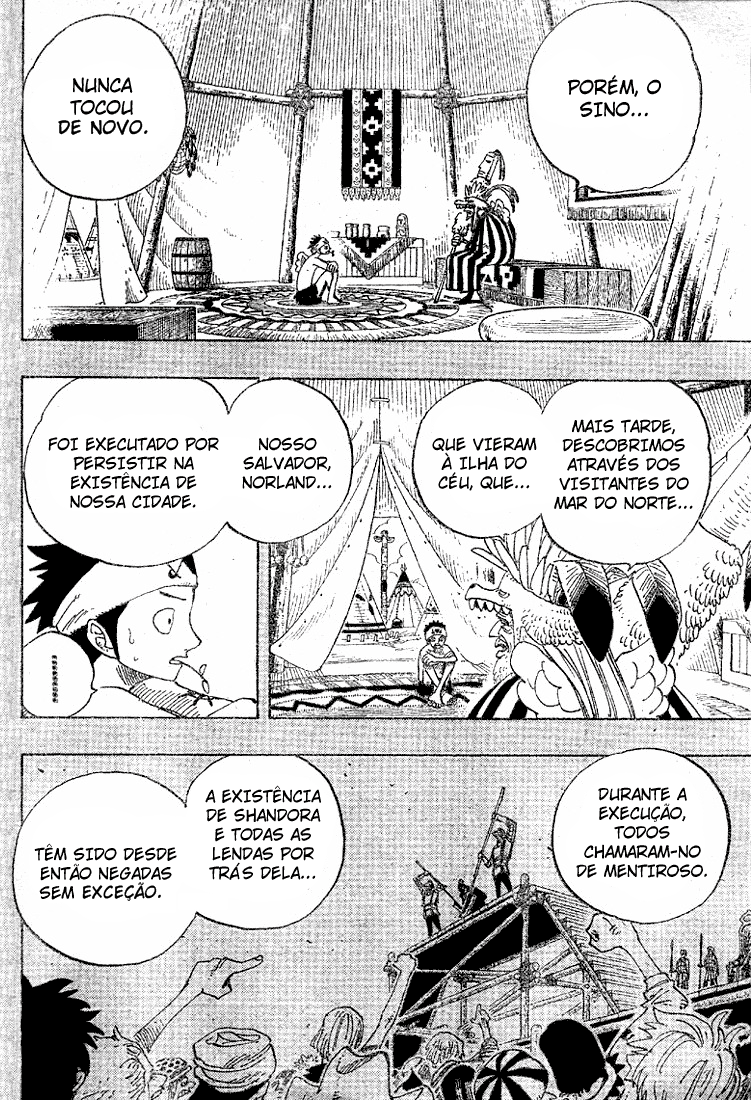 PORÉM, O
SINO...
NUNCA
TOCOU
DE NOVO.
MAIS TARDE,
DESCOBRIMOS
ATRAVÉS DOS
VISITANTES DO
MAR DO NORTE...
QUE VIERAM
À ILHA DO
CÉU, QUE...
NOSSO
SALVADOR,
NORLAND...
FOI EXECUTADO POR
PERSISTIR NA
EXISTÊNCIA DE
NOSSA CIDADE.
..........
DURANTE A
EXECUÇÃO,
TODOS
CHAMARAM-NO
DE MENTIROSO.
A EXISTÊNCIA
DE SHANDORA
E TODAS AS
LENDAS POR
TRÁS DELA...
TÊM SIDO DESDE
ENTÃO NEGADAS
SEM EXCEÇÃO.